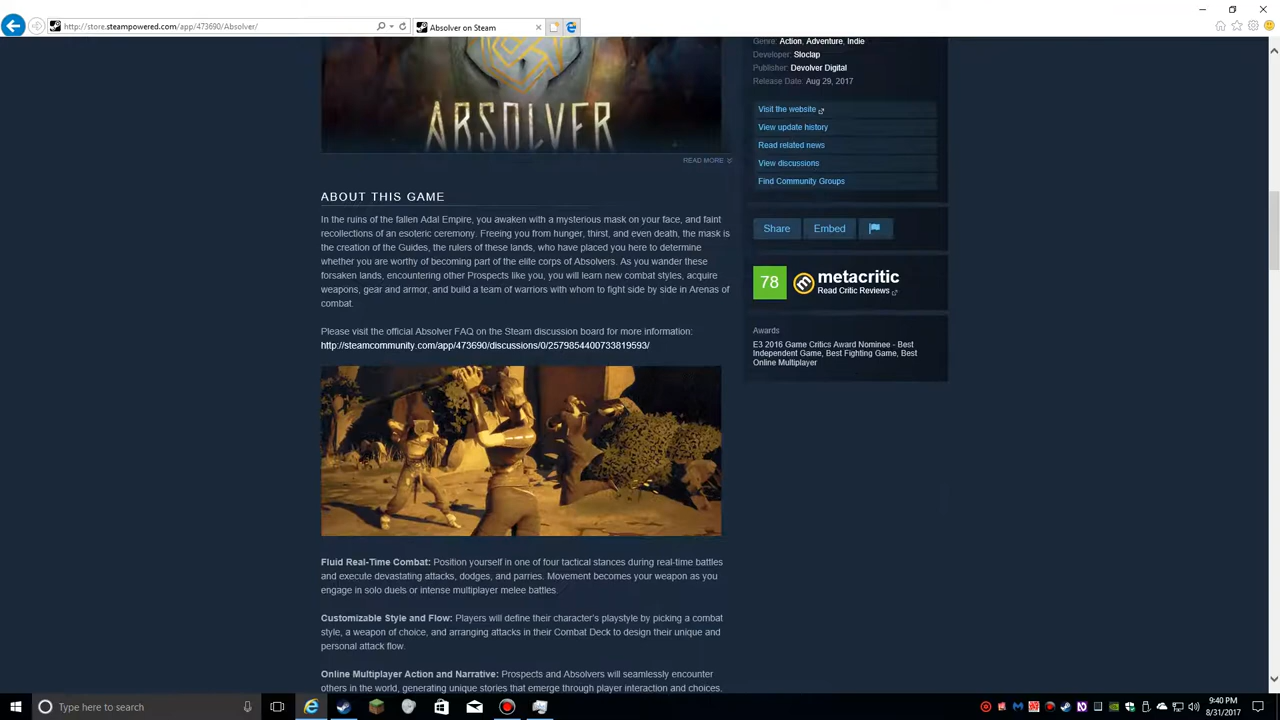 http://store.steampowered.com/app/473690/Absolver/
Absolver on Steam
ABSOLVER
READ MORE
ABOUT THIS GAME
In the ruins of the fallen Adal Empire, you awaken with a mysterious mask on your face, and faint
recollections of an esoteric ceremony. Freeing you from hunger, thirst, and even death, the mask is
the creation of the Guides, the rulers of these lands, who have placed you here to determine
whether you are worthy of becoming part of the elite corps of Absolvers. As you wander these
forsaken lands, encountering other Prospects like you, you will learn new combat styles, acquire
weapons, gear and armor, and build a team of warriors with whom to fight side by side in Arenas of
combat.
Please visit the official Absolver FAQ on the Steam discussion board for more information:
http://steamcommunity.com/app/473690/discussions/0/2579854400733819593/
Fluid Real-Time Combat: Position yourself in one of four tactical stances during real-time battles
and execute devastating attacks, dodges, and parries. Movement becomes your weapon as you
engage in solo duels or intense multiplayer melee battles.
Customizable Style and Flow: Players will define their character's playstyle by picking a combat
style, a weapon of choice, and arranging attacks in their Combat Deck to design their unique and
personal attack flow.
Online Multiplayer Action and Narrative: Prospects and Absolvers will seamlessly encounter
others in the world, generating unique stories that emerge through player interaction and choices.
Genre: Action, Adventure, Indie
Developer: Sloclap
Publisher: Devolver Digital
Release Date: Aug 29, 2017
Visit the website
View update history
Read related news
View discussions
Find Community Groups
Share
Embed
78
metacritic
Read Critic Reviews
Awards
E3 2016 Game Critics Award Nominee - Best
Independent Game, Best Fighting Game, Best
Online Multiplayer
Type here to search
9:40 PM
8/31/2017